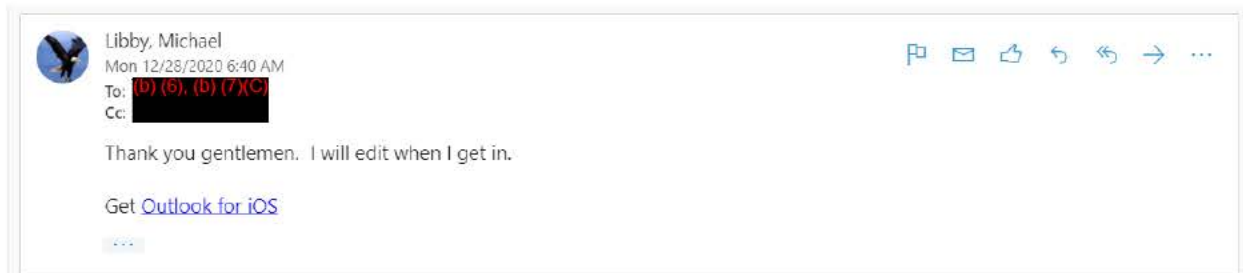 Libby, Michael
Mon 12/28/2020 6:40 AM
To: (b) (6), (b) (7)(C)
Cc:
Thank you gentlemen.  I will edit when I get in.
Get Outlook for iOS
...